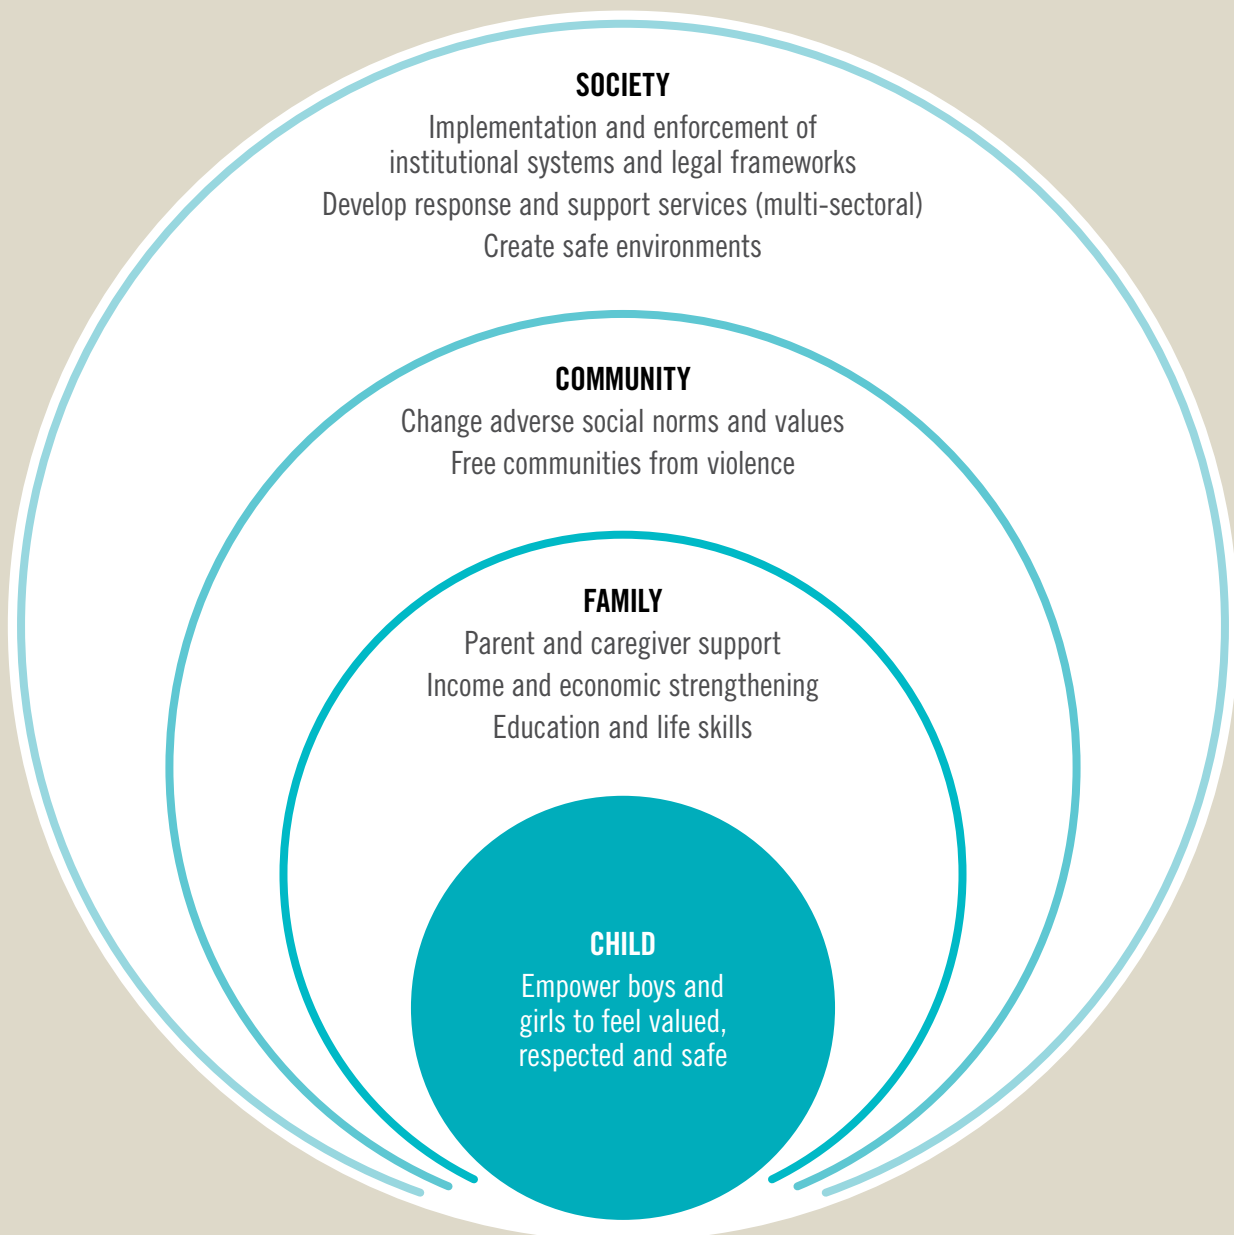 SOCIETY
Implementation and enforcement of
institutional systems and legal frameworks
Develop response and support services (multi-sectoral)
Create safe environments
COMMUNITY
Change adverse social norms and values
Free communities from violence
FAMILY
Parent and caregiver support
Income and economic strengthening
Education and life skills
CHILD
Empower boys and
girls to feel valued,
respected and safe